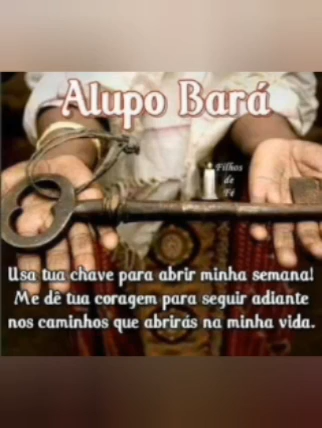 Alupo Bará
Filhos
de
Fé
Usa tua chave para abrir minha semana!
Me dê tua coragem para seguir adiante
nos caminhos que abrirás na minha vida.